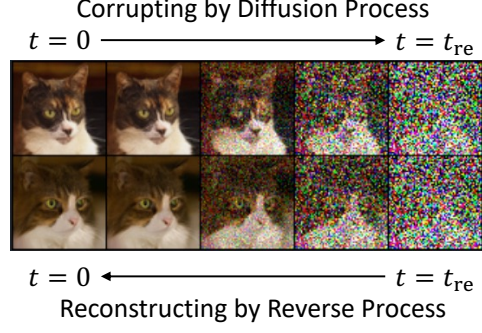 Corrupting by Diffusion Process
t = 0 t = t_re
t = 0 t = t_re
Reconstructing by Reverse Process